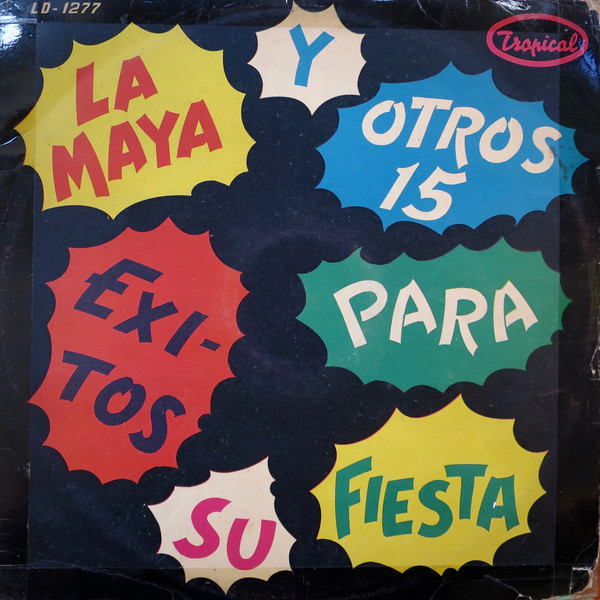 LD-1277
Tropical
LA
MAYA
Y
OTROS
15
EXI-
TOS
PARA
SU
FIESTA